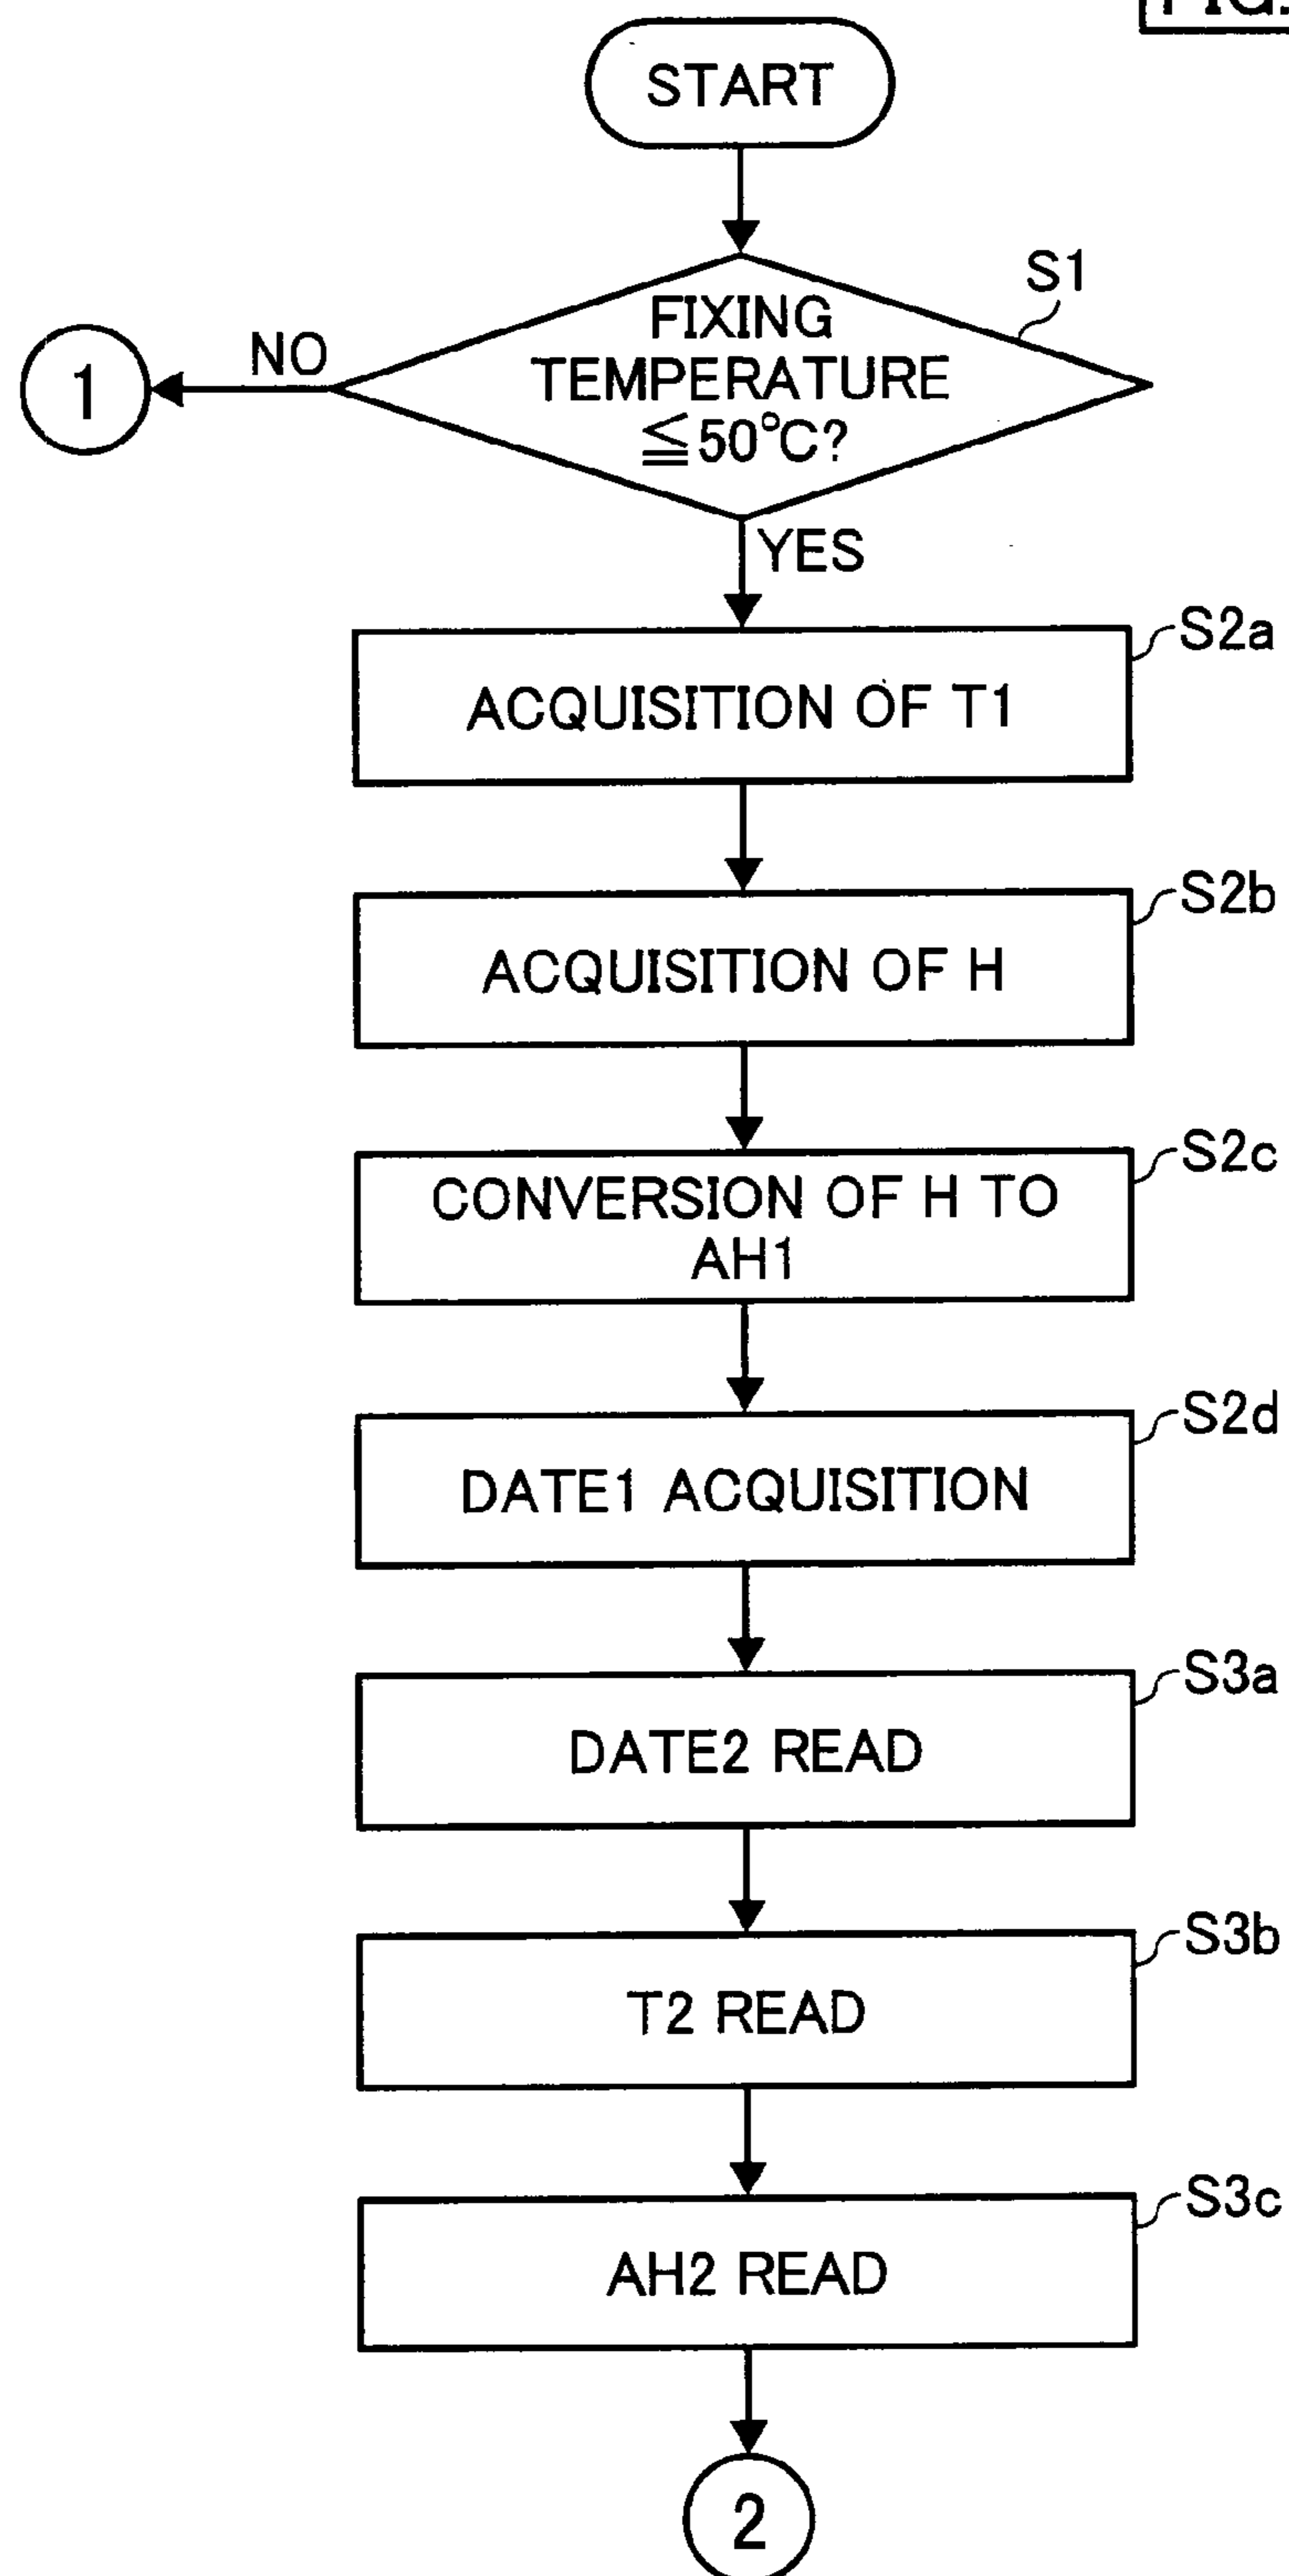 FIG.
START
S1
FIXING
TEMPERATURE
≦50°C?
NO
1
YES
S2a
ACQUISITION OF T1
S2b
ACQUISITION OF H
S2c
CONVERSION OF H TO
AH1
S2d
DATE1 ACQUISITION
S3a
DATE2 READ
S3b
T2 READ
S3c
AH2 READ
2